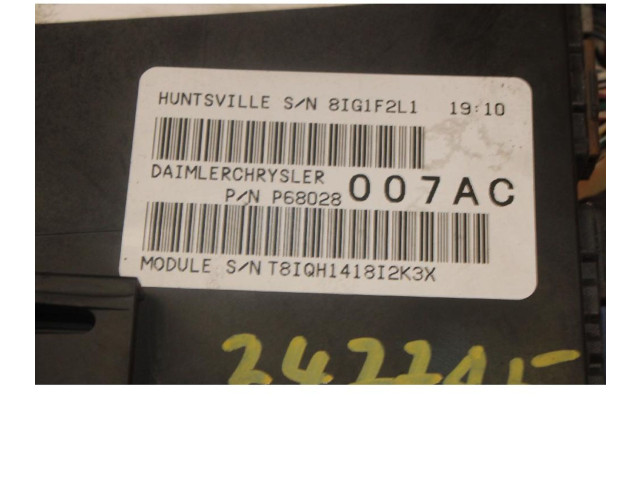 HUNTSVILLE S/N 8IG1F2L1 19:10
DAIMLERCHRYSLER
P/N P68028 007AC
MODULE S/N T8IQH1418I2K3X